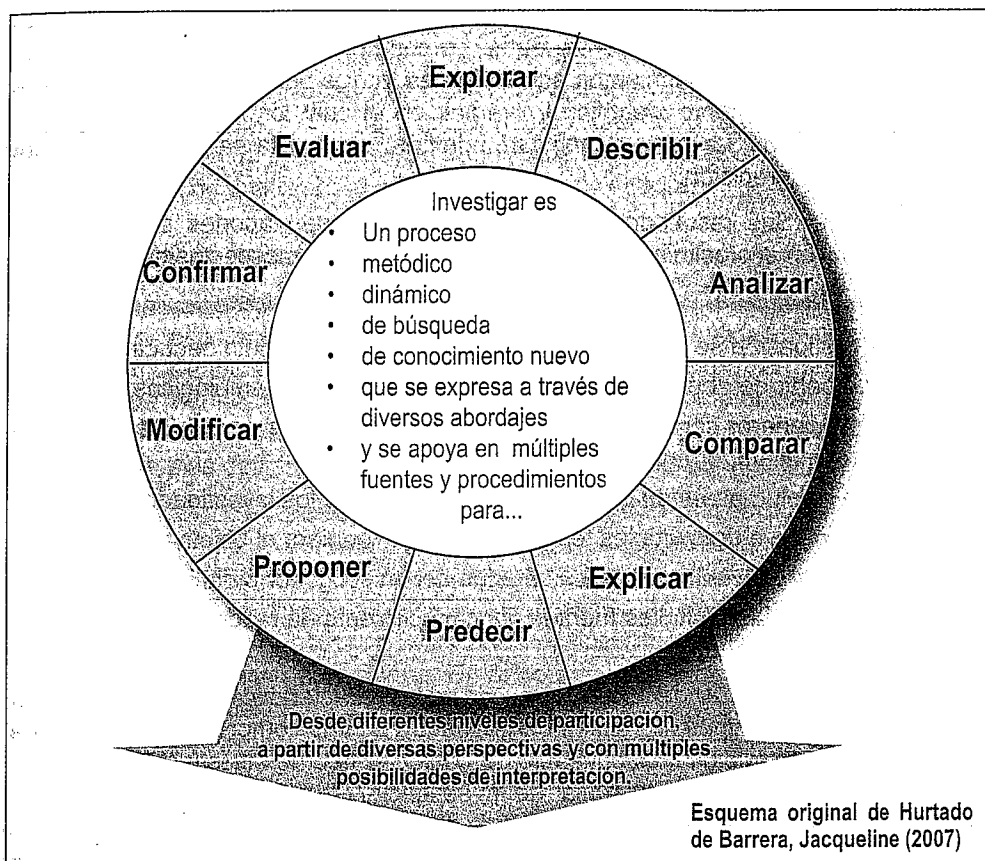 Explorar
Describir
Analizar
Comparar
Explicar
Predecir
Proponer
Modificar
Confirmar
Evaluar
Investigar es
• Un proceso
• metódico
• dinámico
• de búsqueda
• de conocimiento nuevo
• que se expresa a través de
diversos abordajes
• y se apoya en múltiples
fuentes y procedimientos
para...
Desde diferentes niveles de participación,
a partir de diversas perspectivas y con múltiples
posibilidades de interpretación.
Esquema original de Hurtado
de Barrera, Jacqueline (2007)